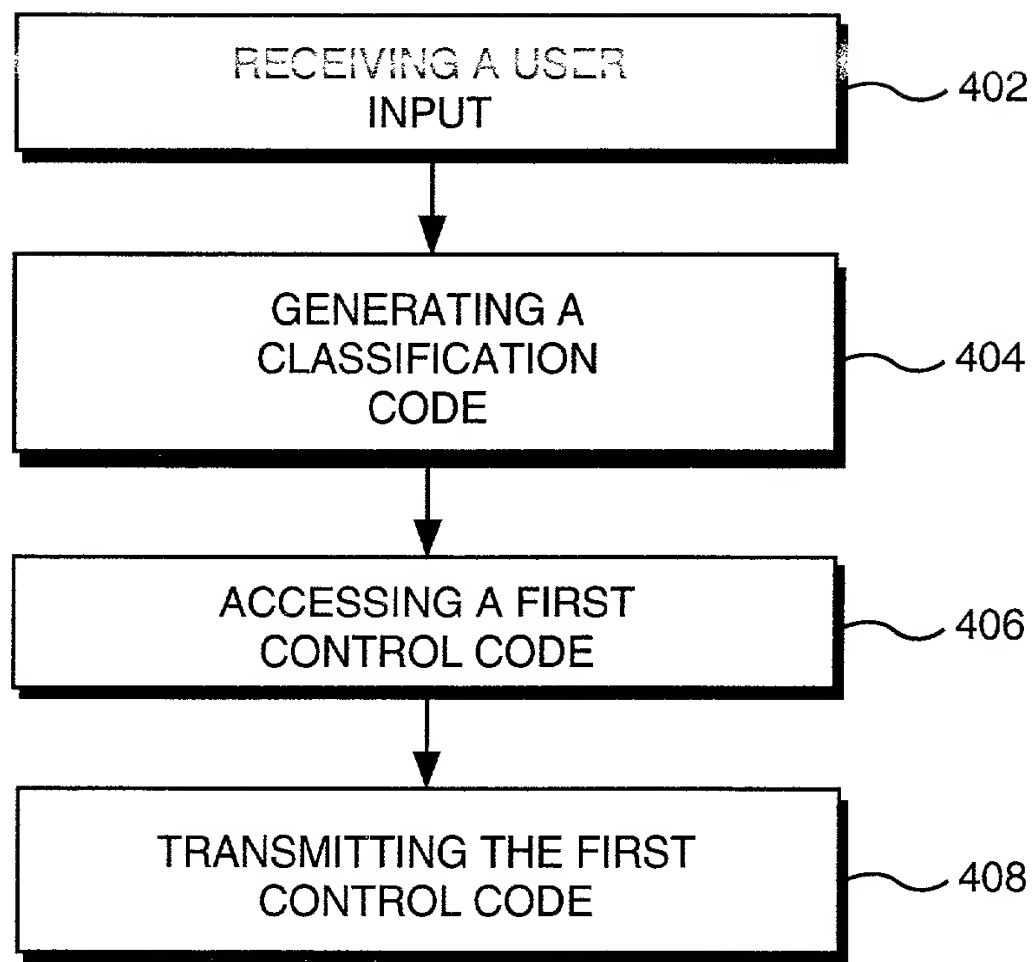 RECEIVING A USER
INPUT
402
GENERATING A
CLASSIFICATION
CODE
404
ACCESSING A FIRST
CONTROL CODE
406
TRANSMITTING THE FIRST
CONTROL CODE
408